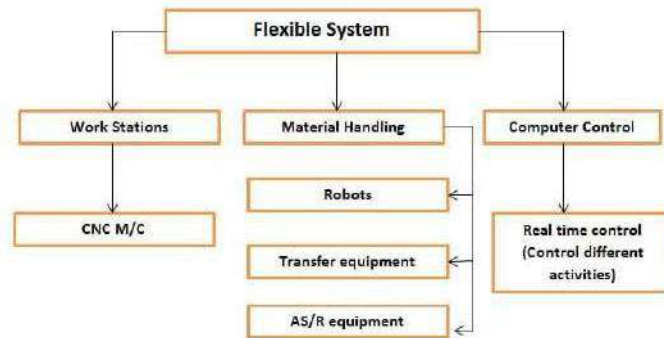 Flexible System
Work Stations
Material Handling
Computer Control
Robots
CNC M/C
Real time control
(Control different
activities)
Transfer equipment
AS/R equipment